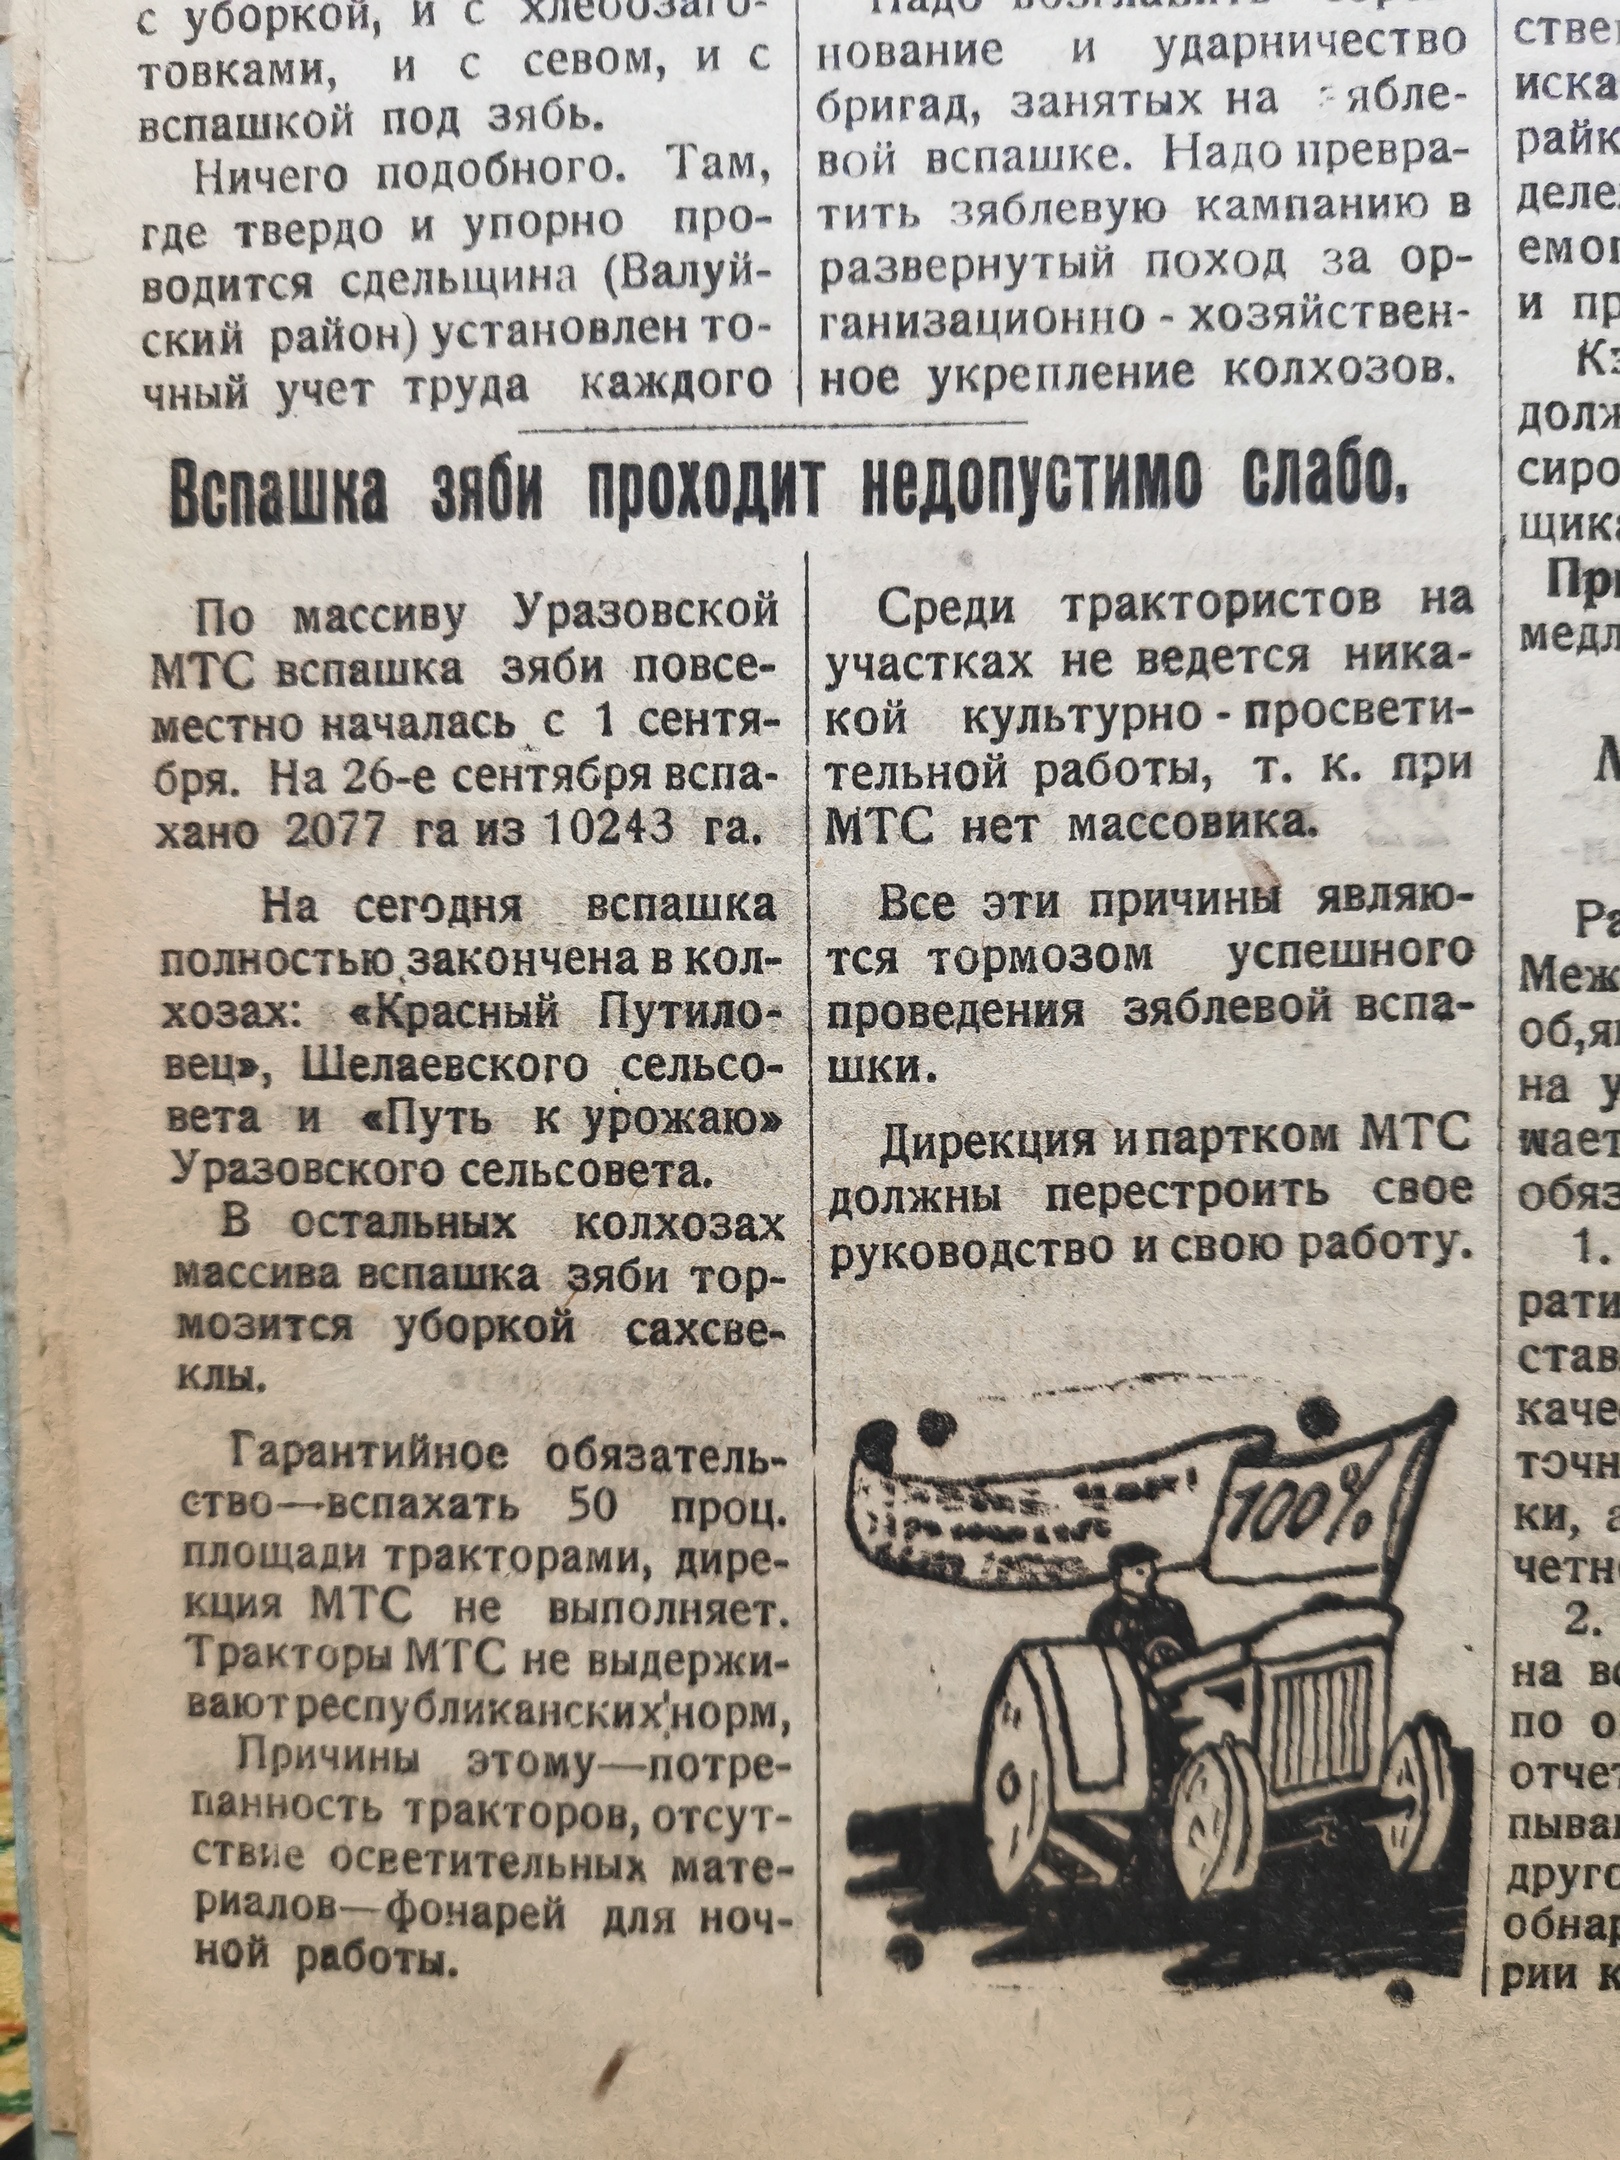 с уборкой, и с хлебозаго-
товками, и с севом, и с
вспашкой под зябь.
Ничего подобного. Там,
где твердо и упорно про-
водится сдельщина (Валуй-
ский район) установлен то-
чный учет труда каждого
нование и ударничество
бригад, занятых на зябле-
вой вспашке. Надо превра-
тить зяблевую кампанию в
развернутый поход за ор-
ганизационно - хозяйствен-
ное укрепление колхозов.
Вспашка зяби проходит недопустимо слабо.
По массиву Уразовской
МТС вспашка зяби повсе-
местно началась с 1 сентя-
бря. На 26-е сентября вспа-
хано 2077 га из 10243 га.
На сегодня вспашка
полностью закончена в кол-
хозах: «Красный Путило-
вец», Шелаевского сельсо-
вета и «Путь к урожаю»
Уразовского сельсовета.
В остальных колхозах
массива вспашка зяби тор-
мозится уборкой сахсве-
клы.
Гарантийное обязатель-
ство—вспахать 50 проц.
площади тракторами, дире-
кция МТС не выполняет.
Тракторы МТС не выдержи-
вают республиканских норм,
Причины этому—потре-
панность тракторов, отсут-
ствие осветительных мате-
риалов—фонарей для ноч-
ной работы.
Среди трактористов на
участках не ведется ника-
кой культурно - просвети-
тельной работы, т. к. при
МТС нет массовика.
Все эти причины являю-
тся тормозом успешного
проведения зяблевой вспа-
шки.
Дирекция и партком МТС
должны перестроить свое
руководство и свою работу.
100%